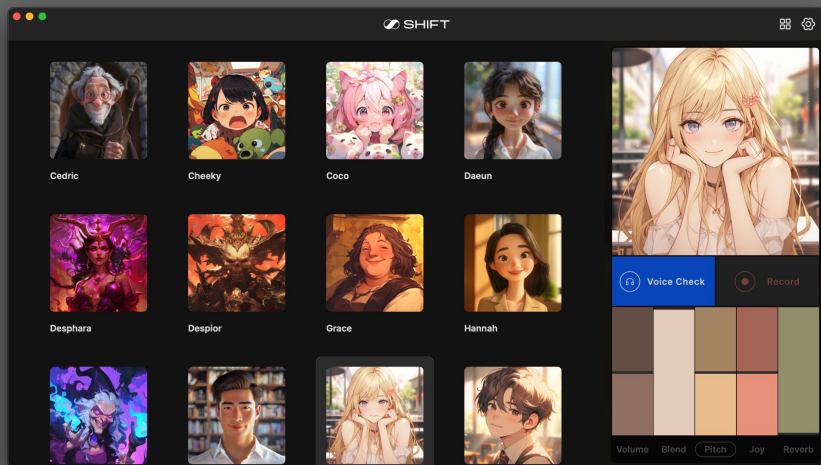 SHIFT
Cedric
Cheeky
Coco
Daeun
Desphara
Despior
Grace
Hannah
Voice Check
Record
Volume
Blend
Pitch
Joy
Reverb